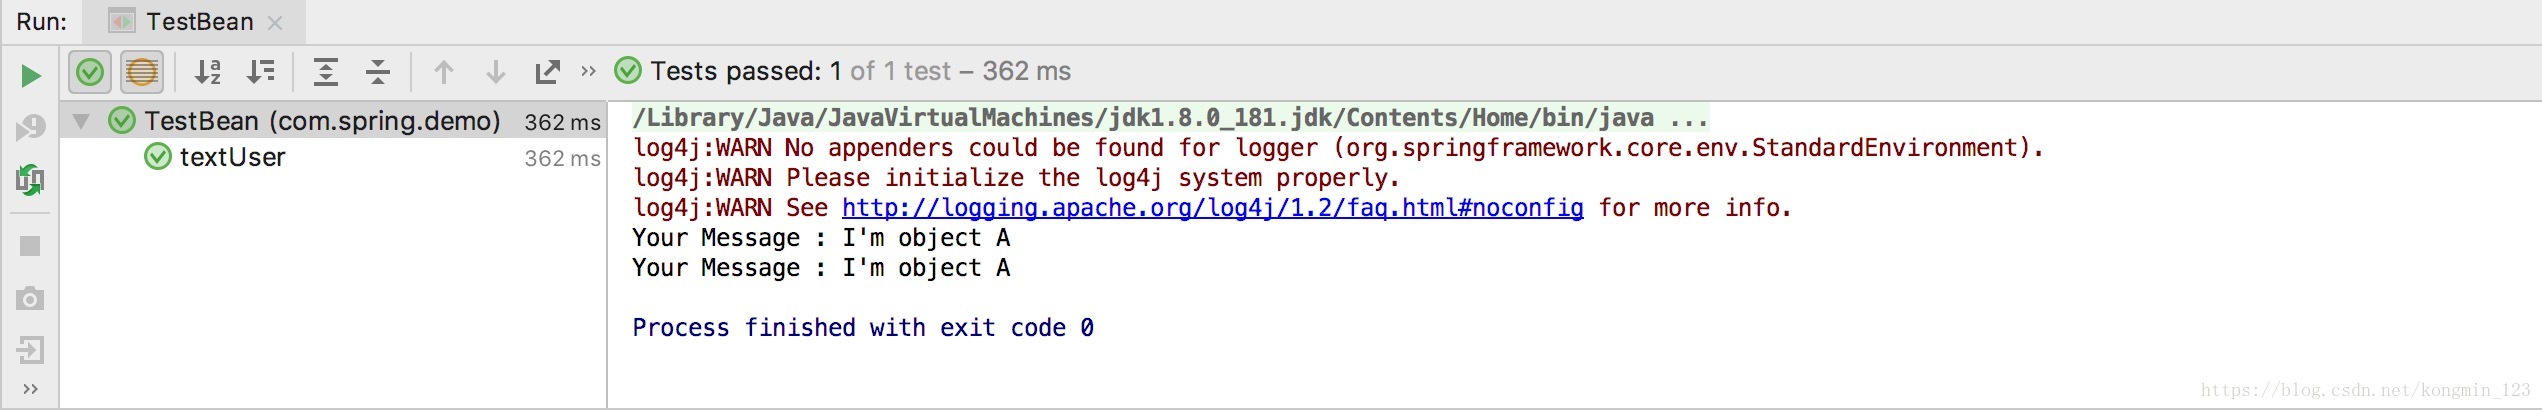 Run: TestBean
Tests passed: 1 of 1 test – 362 ms
TestBean (com.spring.demo) 362 ms
textUser 362 ms
/Library/Java/JavaVirtualMachines/jdk1.8.0_181.jdk/Contents/Home/bin/java ...
log4j:WARN No appenders could be found for logger (org.springframework.core.env.StandardEnvironment).
log4j:WARN Please initialize the log4j system properly.
log4j:WARN See http://logging.apache.org/log4j/1.2/faq.html#noconfig for more info.
Your Message : I'm object A
Your Message : I'm object A
Process finished with exit code 0
https://blog.csdn.net/kongmin_123